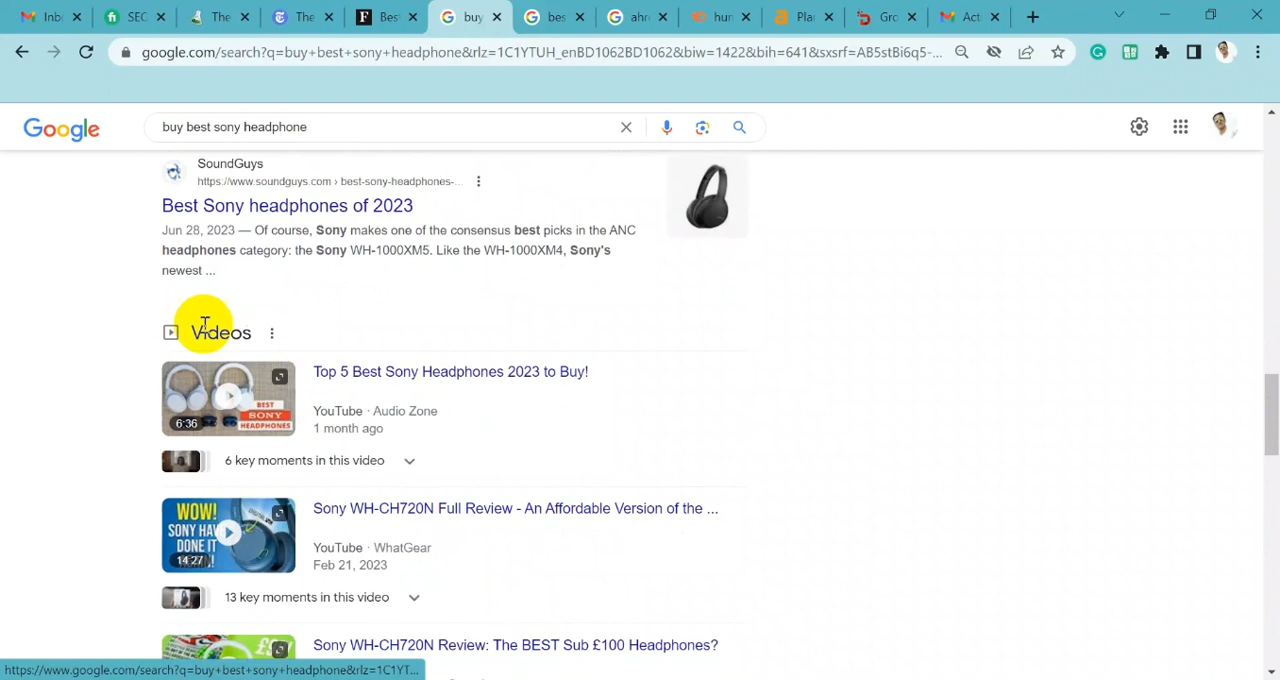 Inbo
SEC
The
The
Best
buy
bes
ahre
hun
Plar
Gro
Acti
google.com/search?q=buy+best+sony+headphone&rlz=1C1YTUH_enBD1062BD1062&biw=1422&bih=641&sxsrf=AB5stBi6q5-...
Google
buy best sony headphone
SoundGuys
https://www.soundguys.com › best-sony-headphones-...
Best Sony headphones of 2023
Jun 28, 2023 — Of course, Sony makes one of the consensus best picks in the ANC
headphones category: the Sony WH-1000XM5. Like the WH-1000XM4, Sony's
newest ...
Videos
Top 5 Best Sony Headphones 2023 to Buy!
BEST
SONY
HEADPHONES
6:36
YouTube · Audio Zone
1 month ago
6 key moments in this video
Sony WH-CH720N Full Review - An Affordable Version of the ...
WOW!
SONY HAV
DONE IT
14:27
YouTube · WhatGear
Feb 21, 2023
13 key moments in this video
Sony WH-CH720N Review: The BEST Sub £100 Headphones?
https://www.google.com/search?q=buy+best+sony+headphone&rlz=1C1YT...